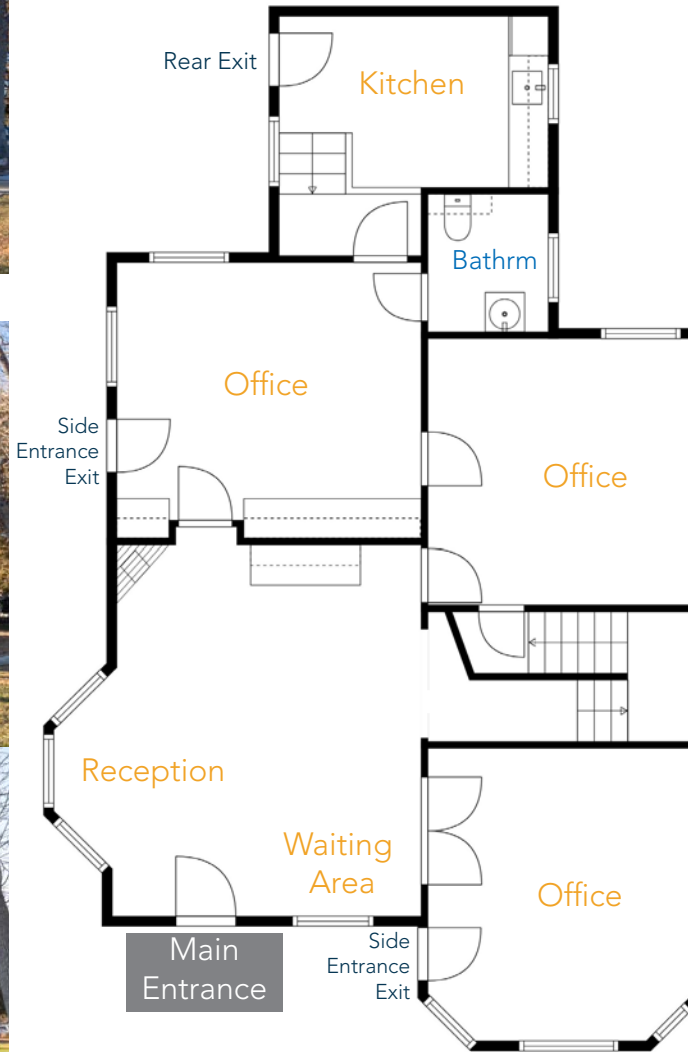 Rear Exit
Kitchen
Bathrm
Office
Side
Entrance
Exit
Office
Reception
Waiting
Area
Office
Main
Entrance
Side
Entrance
Exit